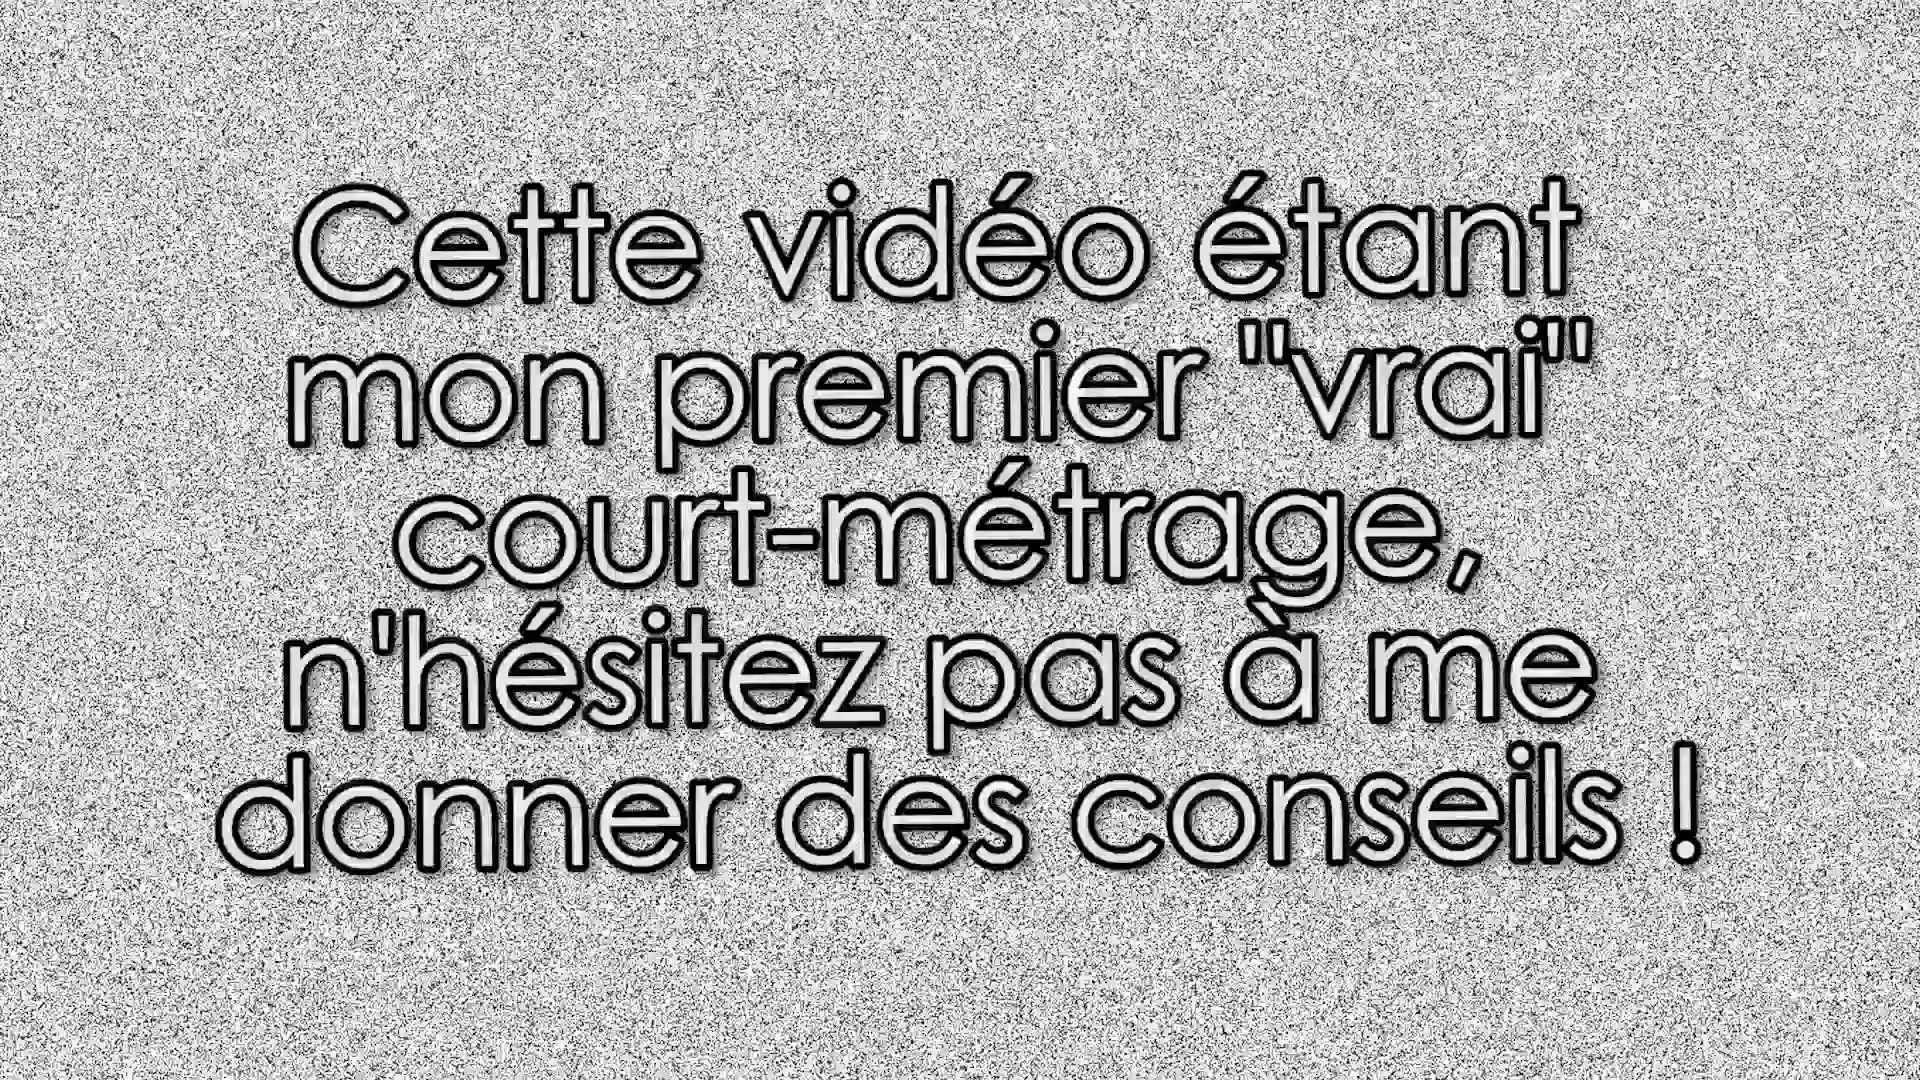 Cette vidéo étant
mon premier "vrai"
court-métrage,
n'hésitez pas à me
donner des conseils !